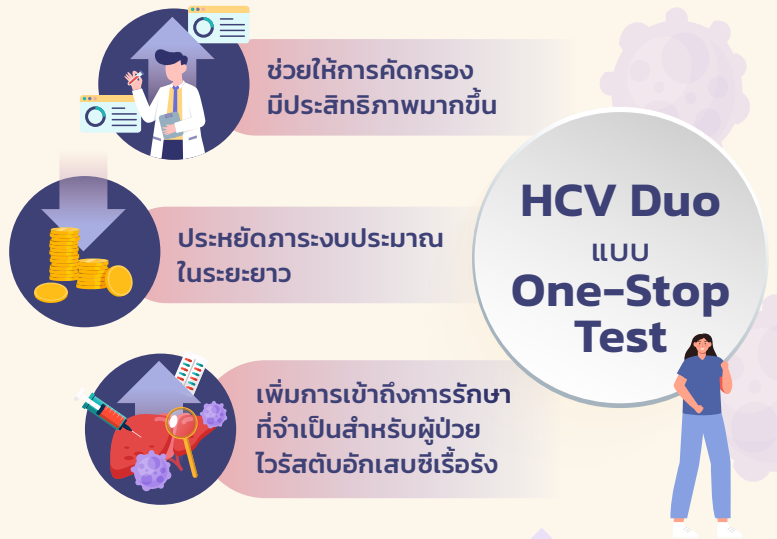 ช่วยให้การคัดกรอง
มีประสิทธิภาพมากขึ้น
ประหยัดภาระงบประมาณ
ในระยะยาว
เพิ่มการเข้าถึงการรักษา
ที่จำเป็นสำหรับผู้ป่วย
ไวรัสตับอักเสบซีเรื้อรัง
HCV Duo
แบบ
One-Stop
Test